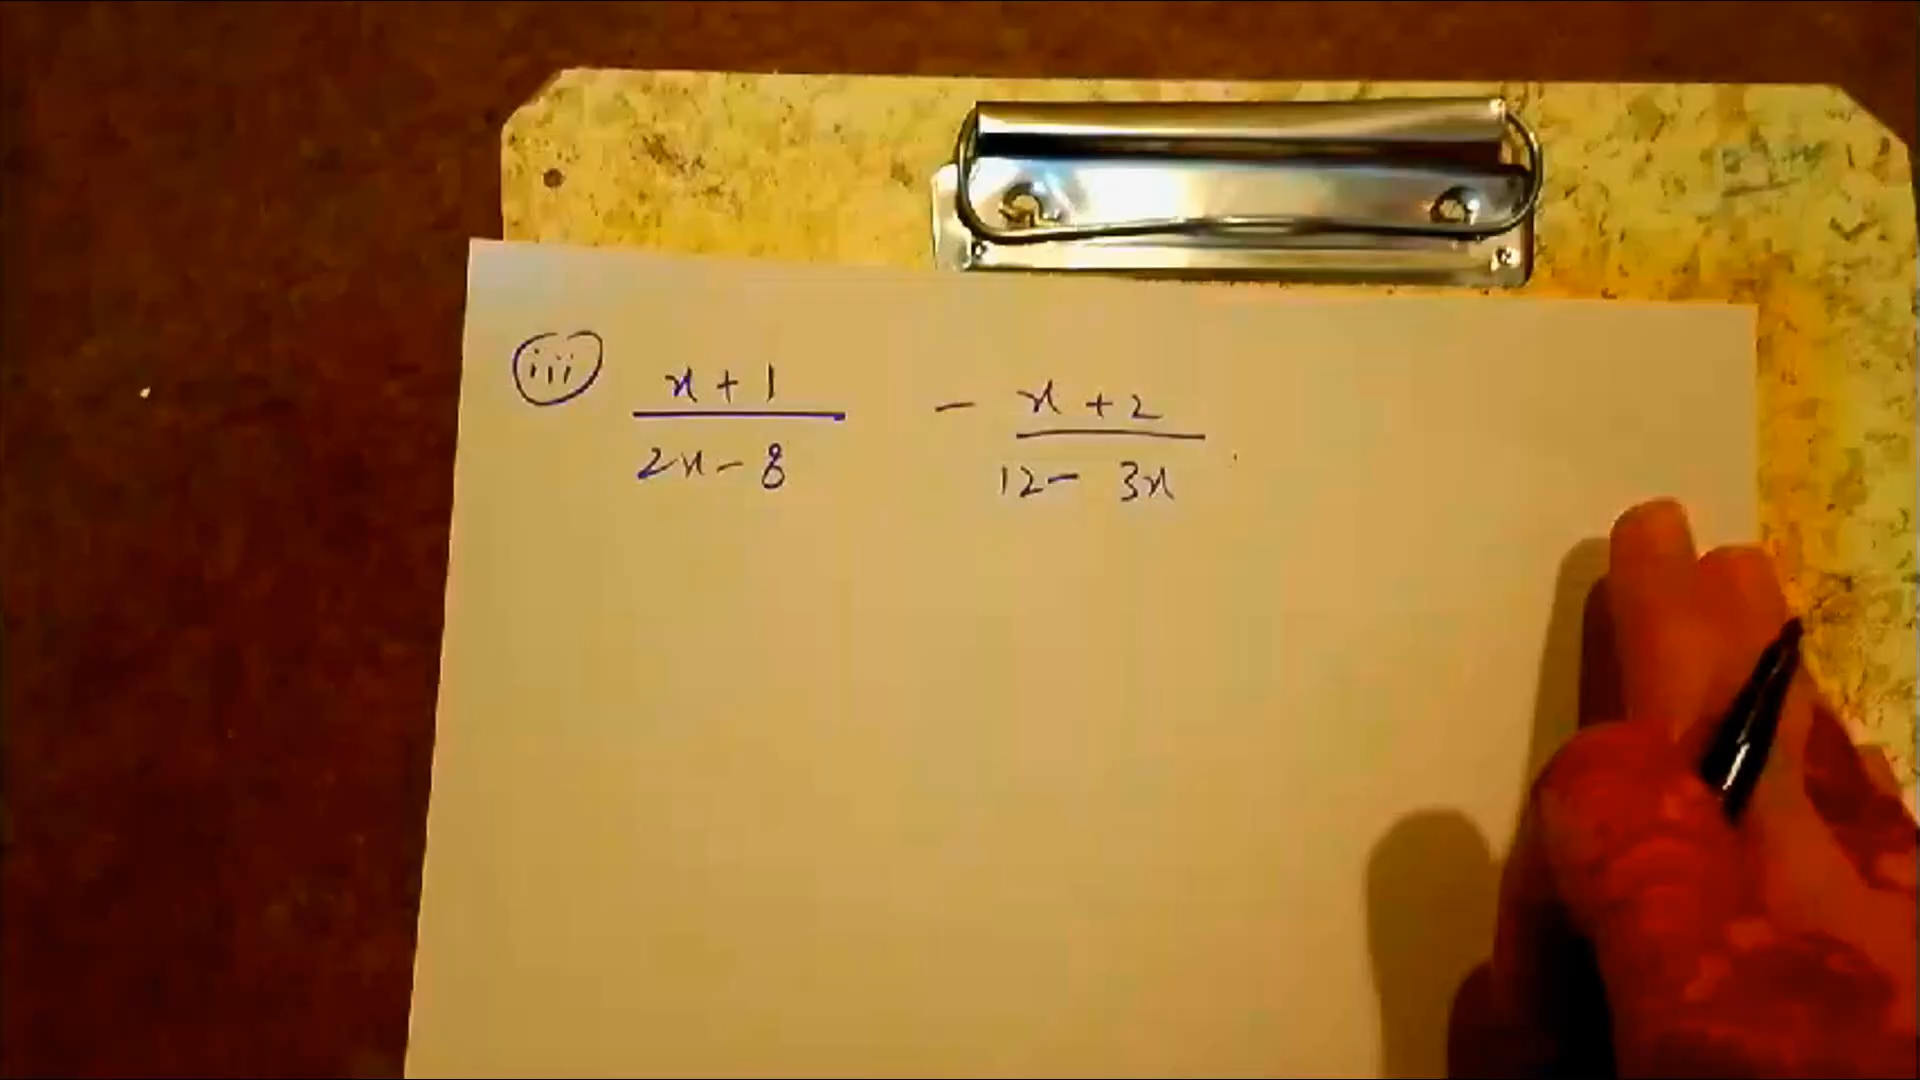 iii x + 1 - x + 2
2x - 8 12 - 3x